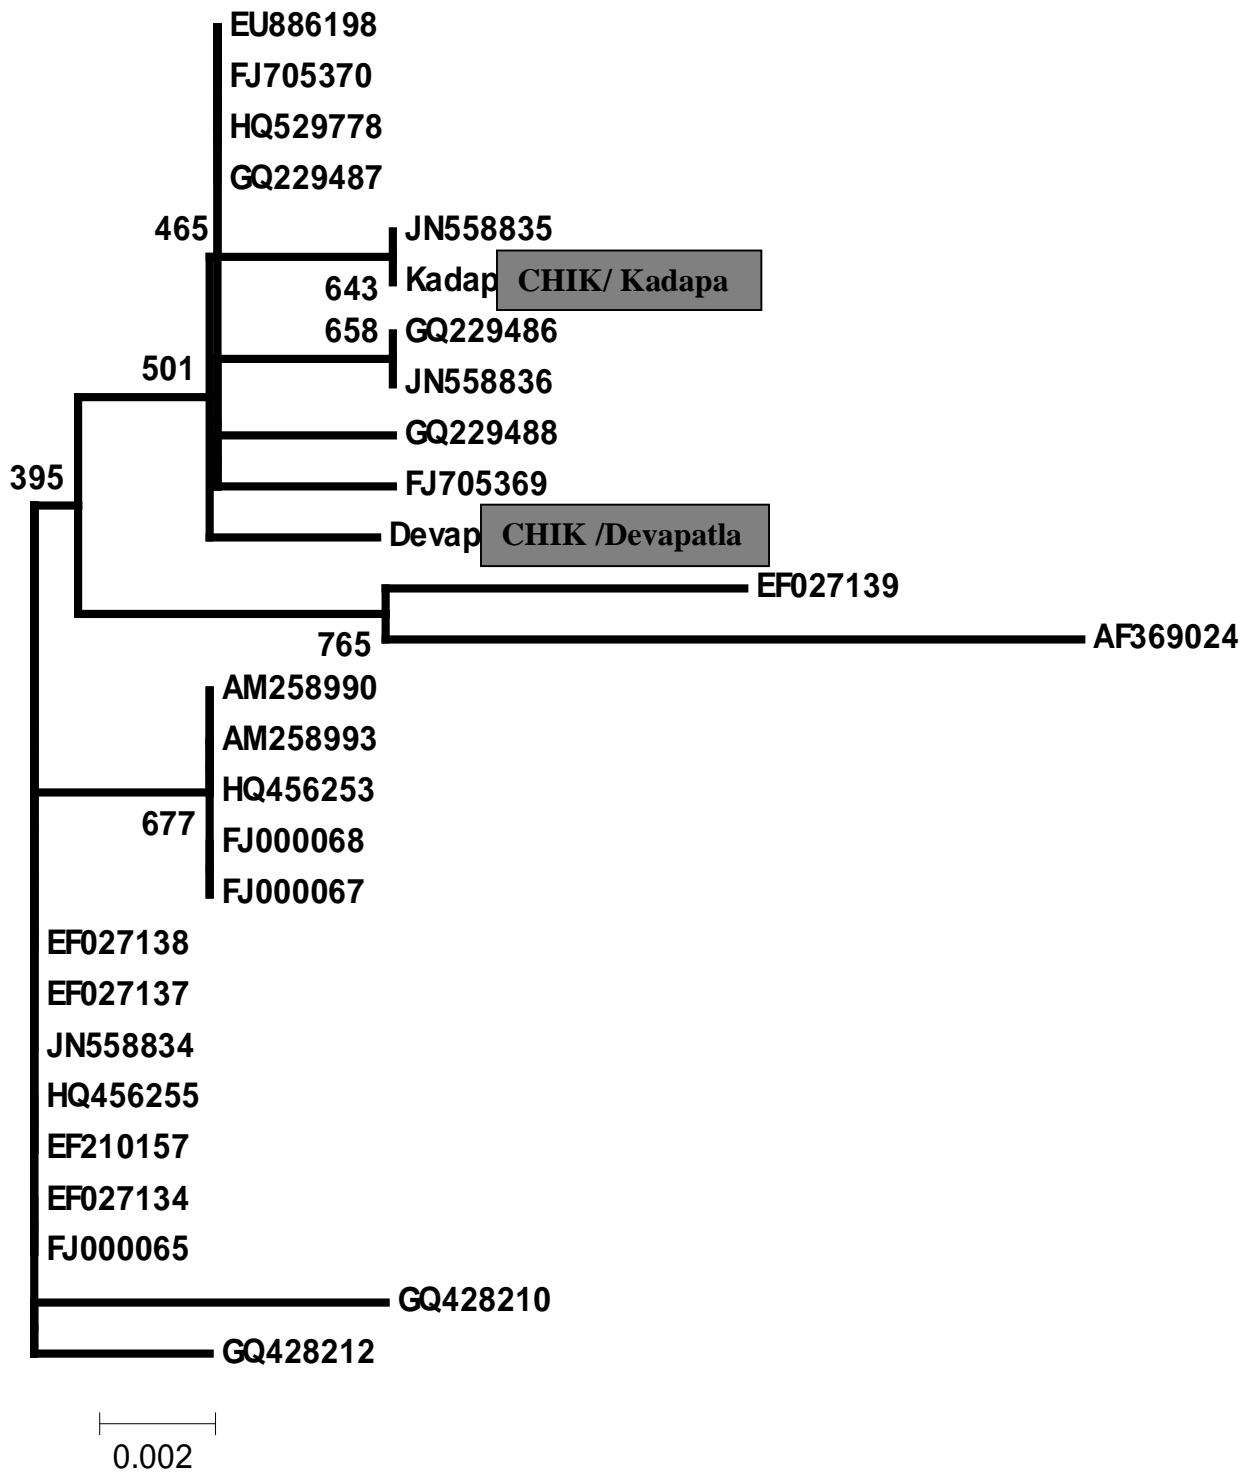 EU886198
FJ705370
HQ529778
GQ229487
465
JN558835
643
Kadap CHIK/ Kadapa
658
GQ229486
501
JN558836
GQ229488
395
FJ705369
Devap CHIK /Devapatla
EF027139
765
AF369024
AM258990
AM258993
HQ456253
677
FJ000068
FJ000067
EF027138
EF027137
JN558834
HQ456255
EF210157
EF027134
FJ000065
GQ428210
GQ428212
0.002